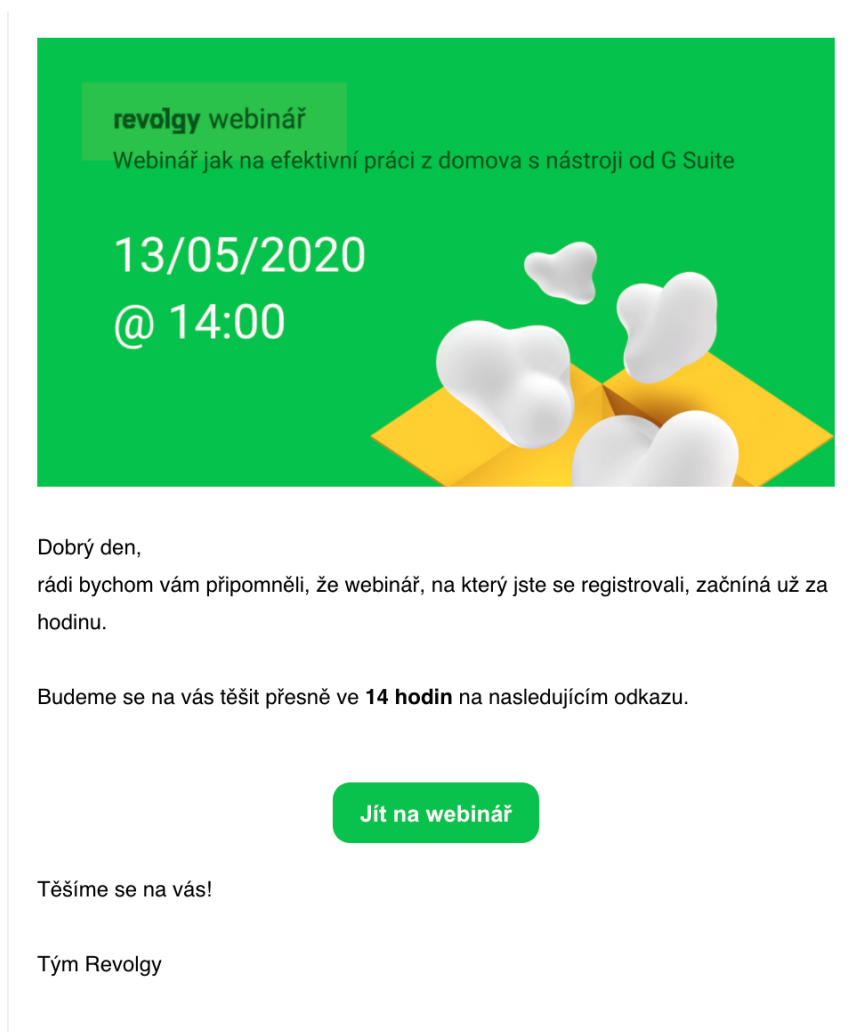 revolgy webinář
Webinář jak na efektivní práci z domova s nástroji od G Suite
13/05/2020
@ 14:00
Dobrý den,
rádi bychom vám připomněli, že webinář, na který jste se registrovali, začníná už za
hodinu.
Budeme se na vás těšit přesně ve 14 hodin na nasledujícím odkazu.
Jít na webinář
Těšíme se na vás!
Tým Revolgy